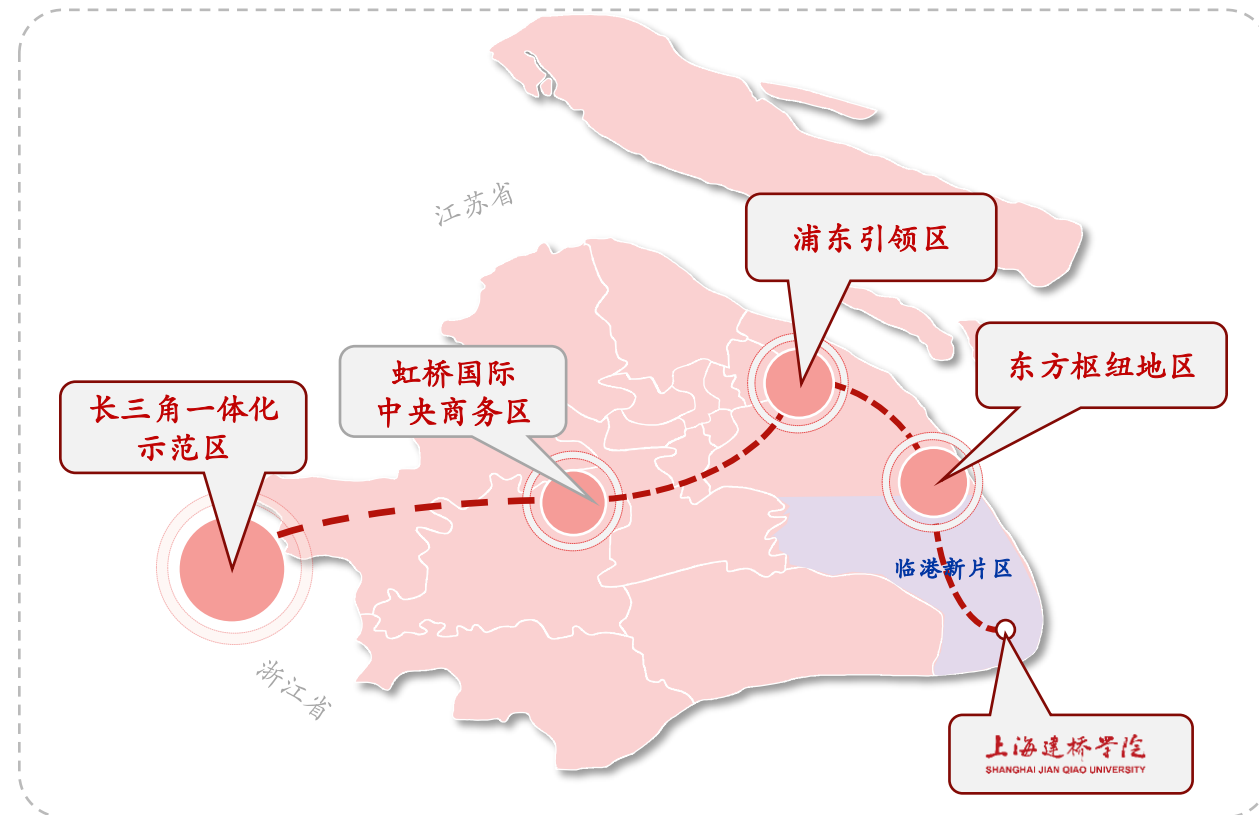 江苏省
浦东引领区
东方枢纽地区
虹桥国际
中央商务区
长三角一体化
示范区
临港新片区
浙江省
上海建桥学院
SHANGHAI JIAN QIAO UNIVERSITY